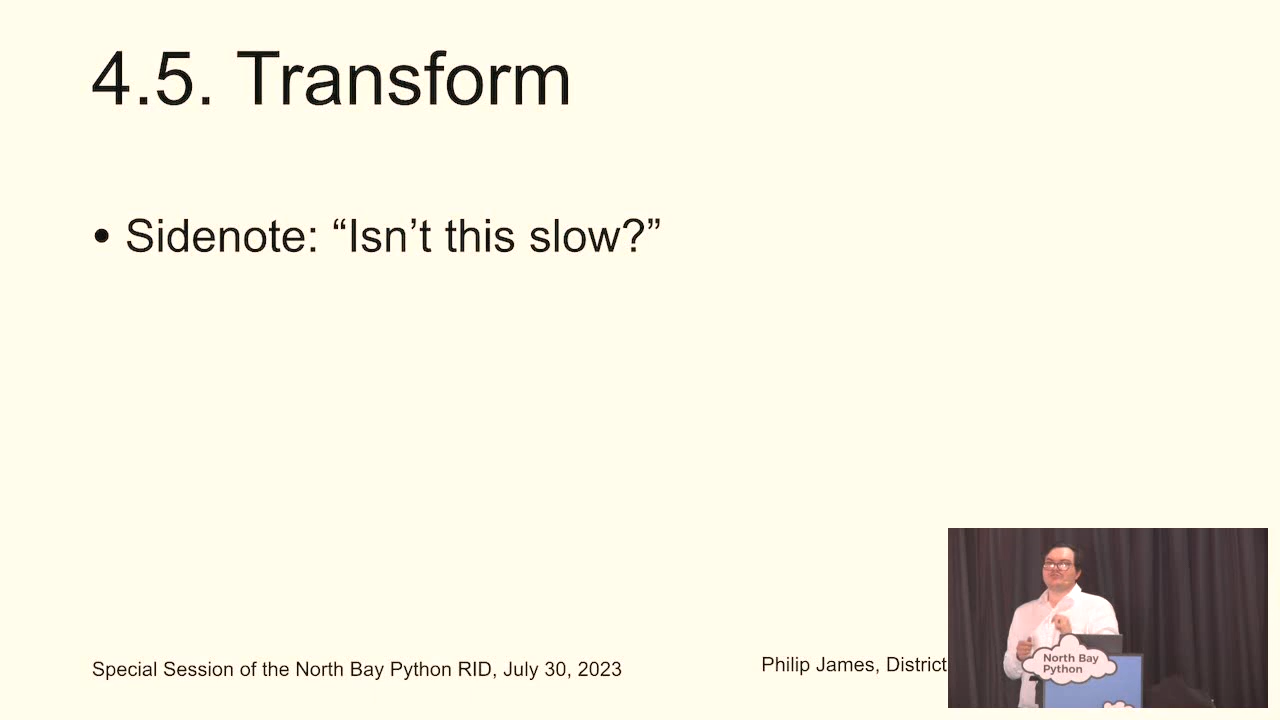 4.5. Transform
• Sidenote: “Isn’t this slow?”
Special Session of the North Bay Python RID, July 30, 2023
Philip James, District
North Bay
Python